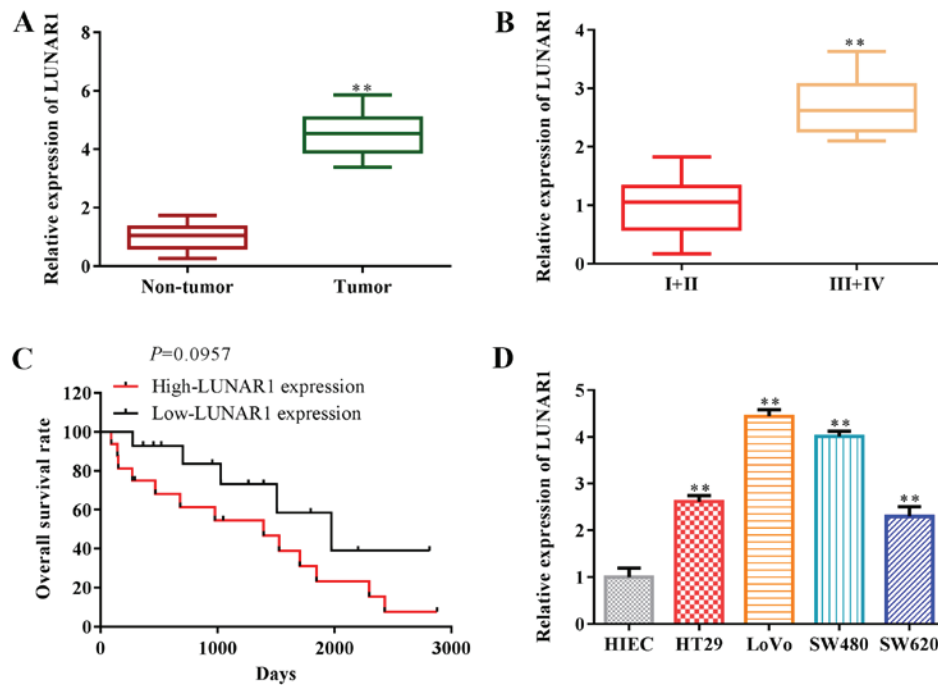 A
Relative expression of LUNAR1
8
6
4
2
0
**
Non-tumor
Tumor
B
Relative expression of LUNAR1
4
3
2
1
0
**
I+II
III+IV
C
P=0.0957
High-LUNAR1 expression
Low-LUNAR1 expression
Overall survival rate
120
100
80
60
40
20
0
0
1000
2000
3000
Days
D
Relative expression of LUNAR1
5
4
3
2
1
0
**
**
**
**
HIEC
HT29
LoVo
SW480
SW620